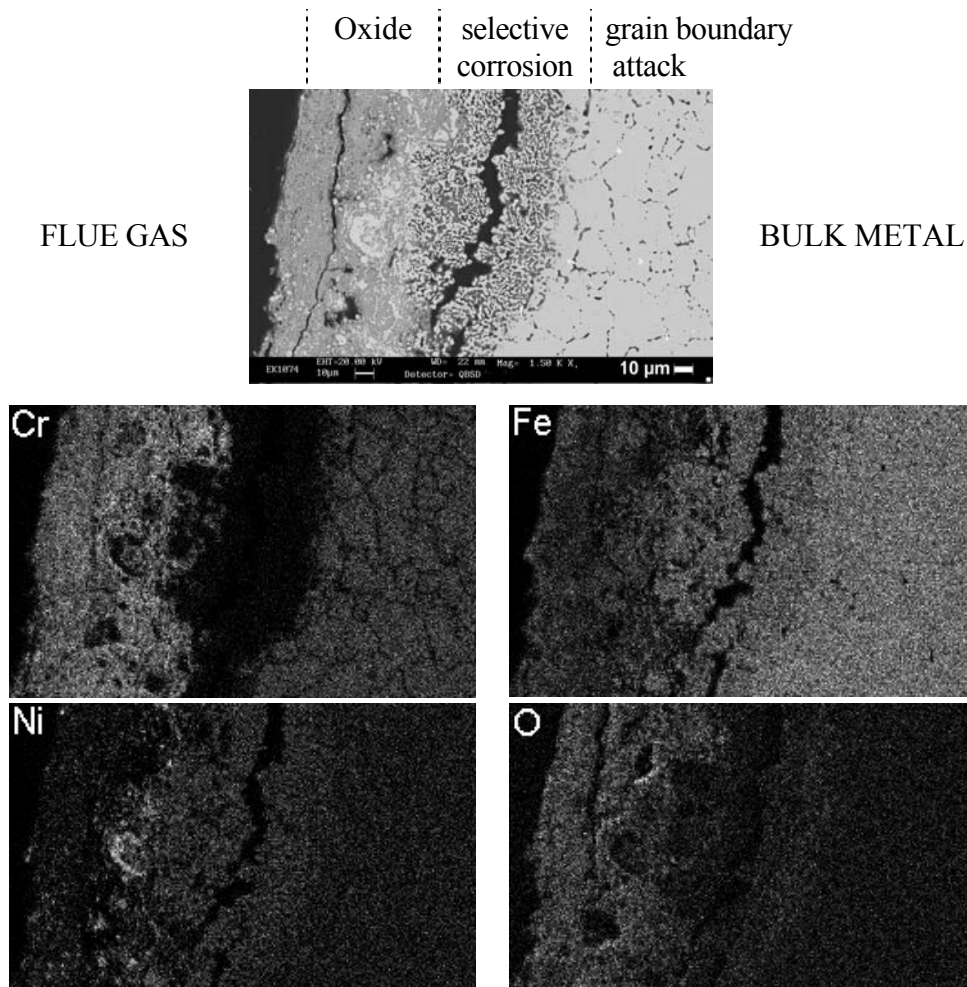 Oxide
selective
corrosion
grain boundary
attack
FLUE GAS
BULK METAL
EK1074
EHT=20.00 kV
10µm
WD= 22 mm
Mag= 1.50 K X,
Detector= QBSD
10 µm
Cr
Fe
Ni
O